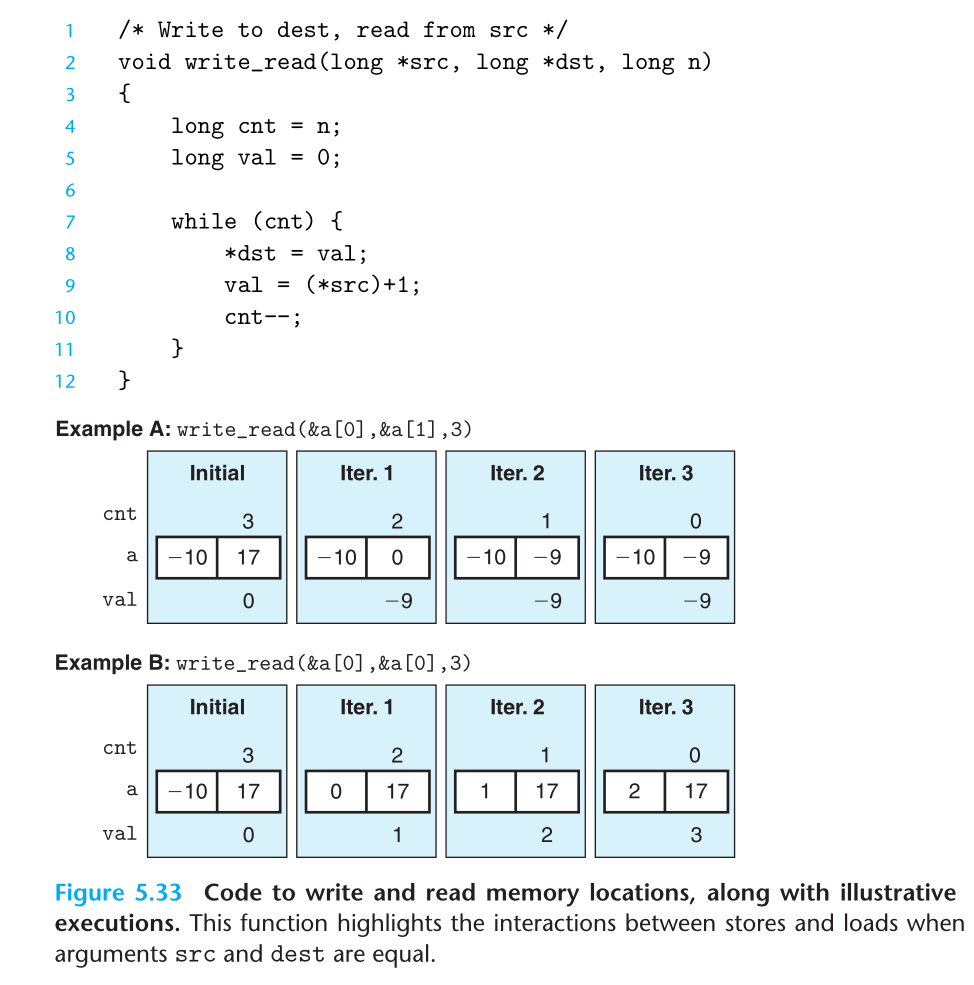 1 /* Write to dest, read from src */
2 void write_read(long *src, long *dst, long n)
3 {
4 long cnt = n;
5 long val = 0;
6
7 while (cnt) {
8 *dst = val;
9 val = (*src)+1;
10 cnt--;
11 }
12 }
Example A: write_read(&a[0],&a[1],3)
Initial Iter. 1 Iter. 2 Iter. 3
cnt 3 2 1 0
a −10 17 −10 0 −10 −9 −10 −9
val 0 −9 −9 −9
Example B: write_read(&a[0],&a[0],3)
Initial Iter. 1 Iter. 2 Iter. 3
cnt 3 2 1 0
a −10 17 0 17 1 17 2 17
val 0 1 2 3
Figure 5.33 Code to write and read memory locations, along with illustrative
executions. This function highlights the interactions between stores and loads when
arguments src and dest are equal.